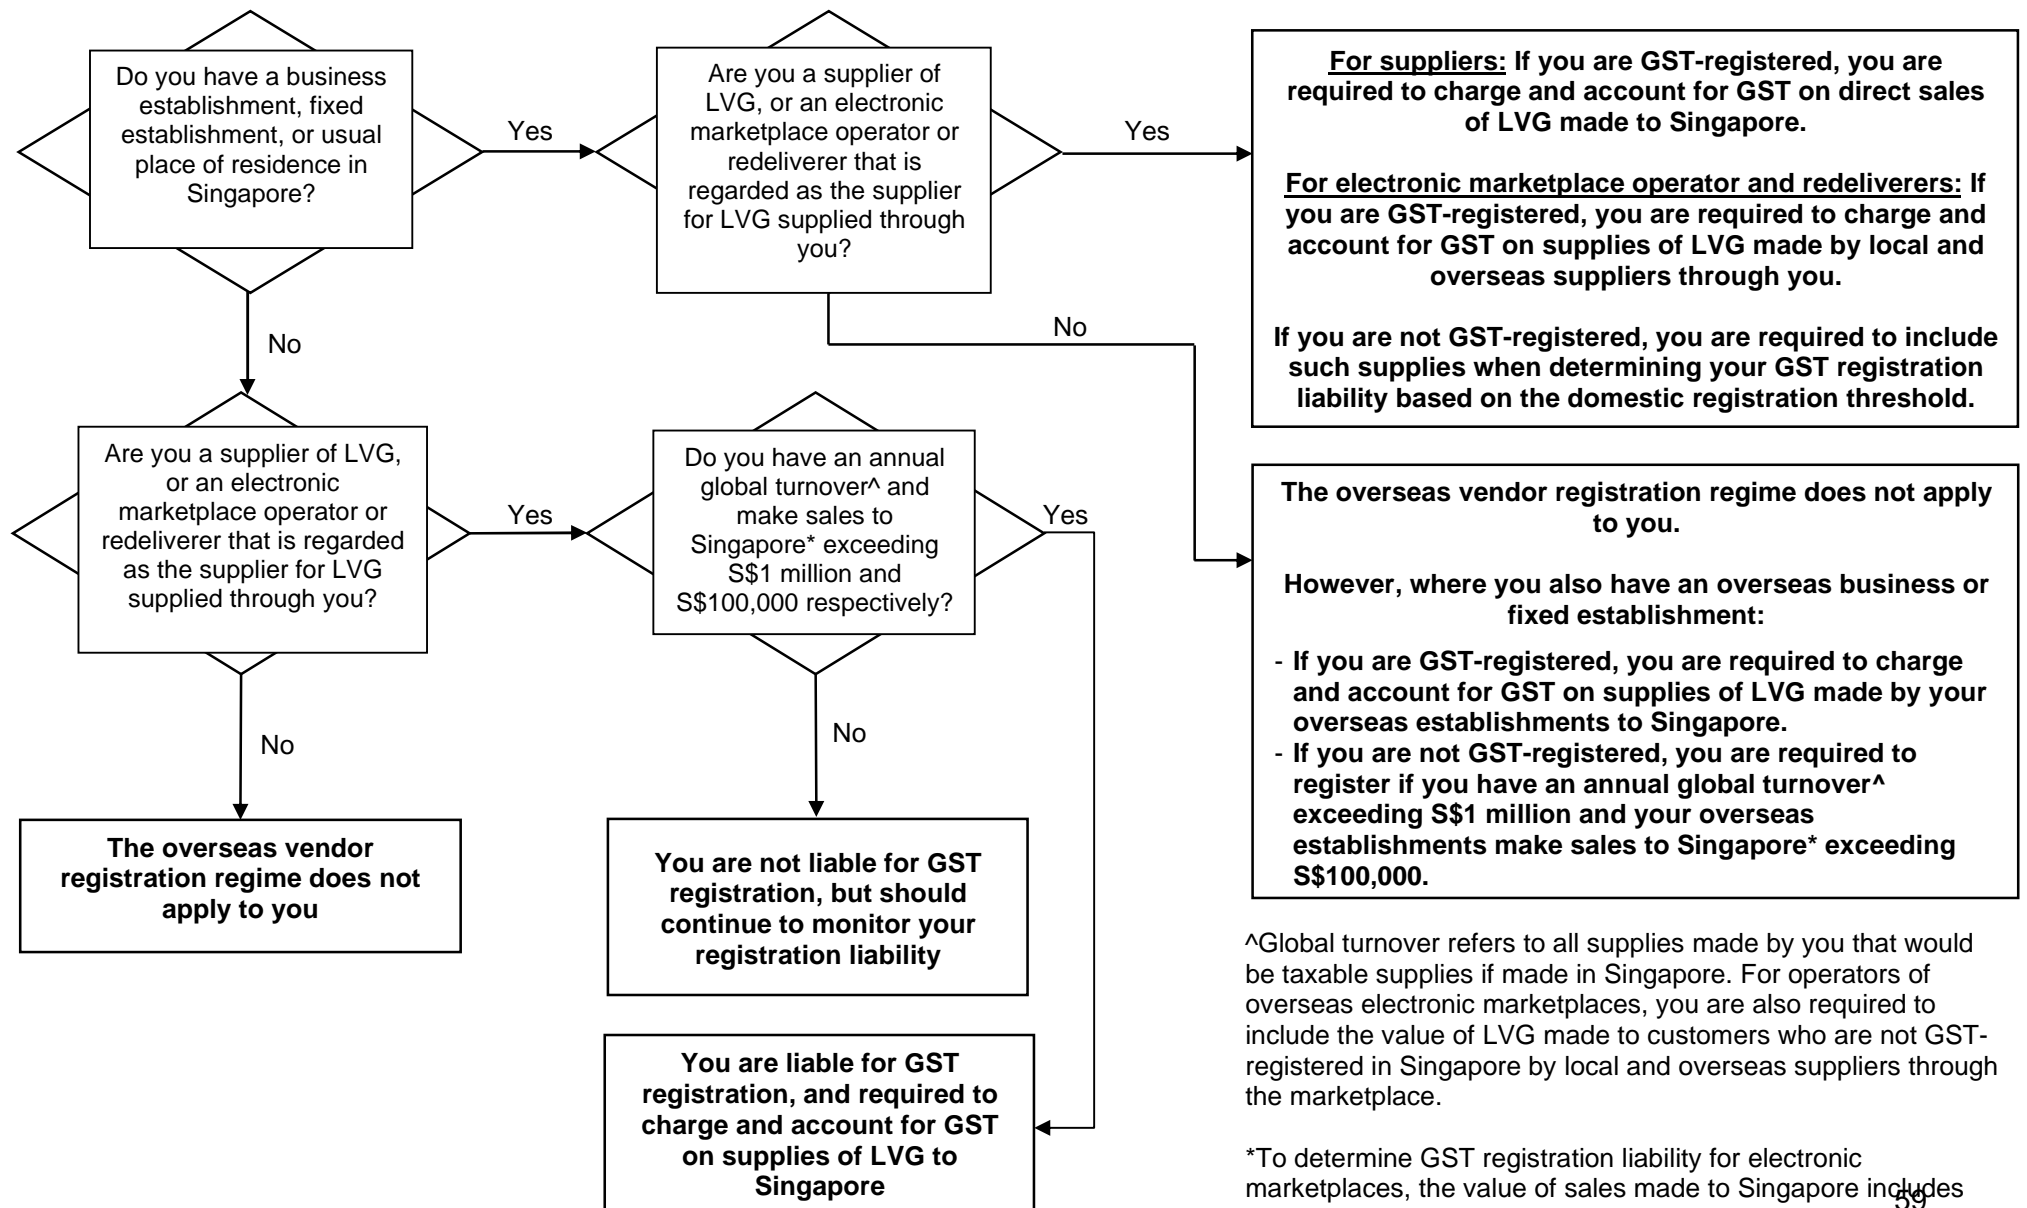 Do you have a business
establishment, fixed
establishment, or usual
place of residence in
Singapore?
Yes
Are you a supplier of
LVG, or an electronic
marketplace operator or
redeliverer that is
regarded as the supplier
for LVG supplied through
you?
Yes
For suppliers: If you are GST-registered, you are
required to charge and account for GST on direct sales
of LVG made to Singapore.
For electronic marketplace operator and redeliverers: If
you are GST-registered, you are required to charge and
account for GST on supplies of LVG made by local and
overseas suppliers through you.
If you are not GST-registered, you are required to include
such supplies when determining your GST registration
liability based on the domestic registration threshold.
No
No
Are you a supplier of LVG,
or an electronic
marketplace operator or
redeliverer that is regarded
as the supplier for LVG
supplied through you?
Yes
Do you have an annual
global turnover^ and
make sales to
Singapore* exceeding
S$1 million and
S$100,000 respectively?
Yes
The overseas vendor registration regime does not apply
to you.
However, where you also have an overseas business or
fixed establishment:
- If you are GST-registered, you are required to charge
and account for GST on supplies of LVG made by your
overseas establishments to Singapore.
- If you are not GST-registered, you are required to
register if you have an annual global turnover^
exceeding S$1 million and your overseas
establishments make sales to Singapore* exceeding
S$100,000.
No
No
The overseas vendor
registration regime does not
apply to you
You are not liable for GST
registration, but should
continue to monitor your
registration liability
You are liable for GST
registration, and required to
charge and account for GST
on supplies of LVG to
Singapore
^Global turnover refers to all supplies made by you that would
be taxable supplies if made in Singapore. For operators of
overseas electronic marketplaces, you are also required to
include the value of LVG made to customers who are not GST-
registered in Singapore by local and overseas suppliers through
the marketplace.
*To determine GST registration liability for electronic
marketplaces, the value of sales made to Singapore includes
59